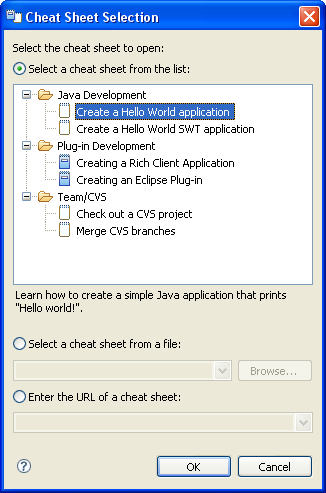 Cheat Sheet Selection
Select the cheat sheet to open:
Select a cheat sheet from the list:
Java Development
Create a Hello World application
Create a Hello World SWT application
Plug-in Development
Creating a Rich Client Application
Creating an Eclipse Plug-in
Team/CVS
Check out a CVS project
Merge CVS branches
Learn how to create a simple Java application that prints
"Hello world!".
Select a cheat sheet from a file:
Browse...
Enter the URL of a cheat sheet:
?
OK Cancel